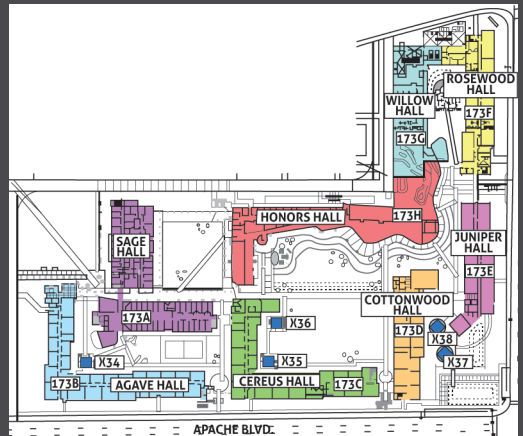 ROSEWOOD
HALL
WILLOW
HALL
173F
173G
HONORS HALL
173H
SAGE
HALL
JUNIPER
HALL
173E
COTTONWOOD
HALL
173A
X36
173D
X38
X34
X35
X37
173B
AGAVE HALL
CEREUS HALL
173C
APACHE BLVD